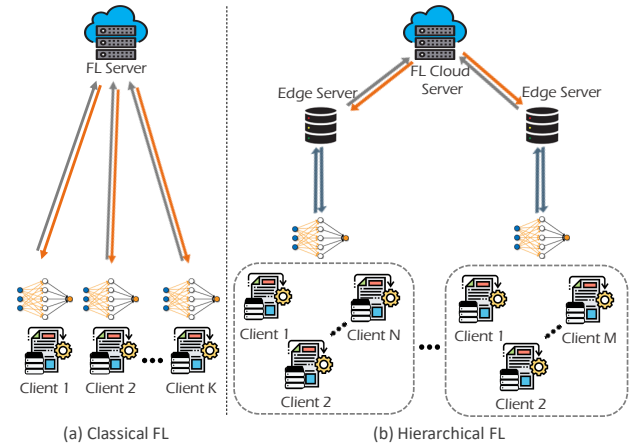 FL Server
Client 1
Client 2
Client K
(a) Classical FL
FL Cloud
Server
Edge Server
Edge Server
Client 1
Client N
Client 2
Client 1
Client M
Client 2
(b) Hierarchical FL